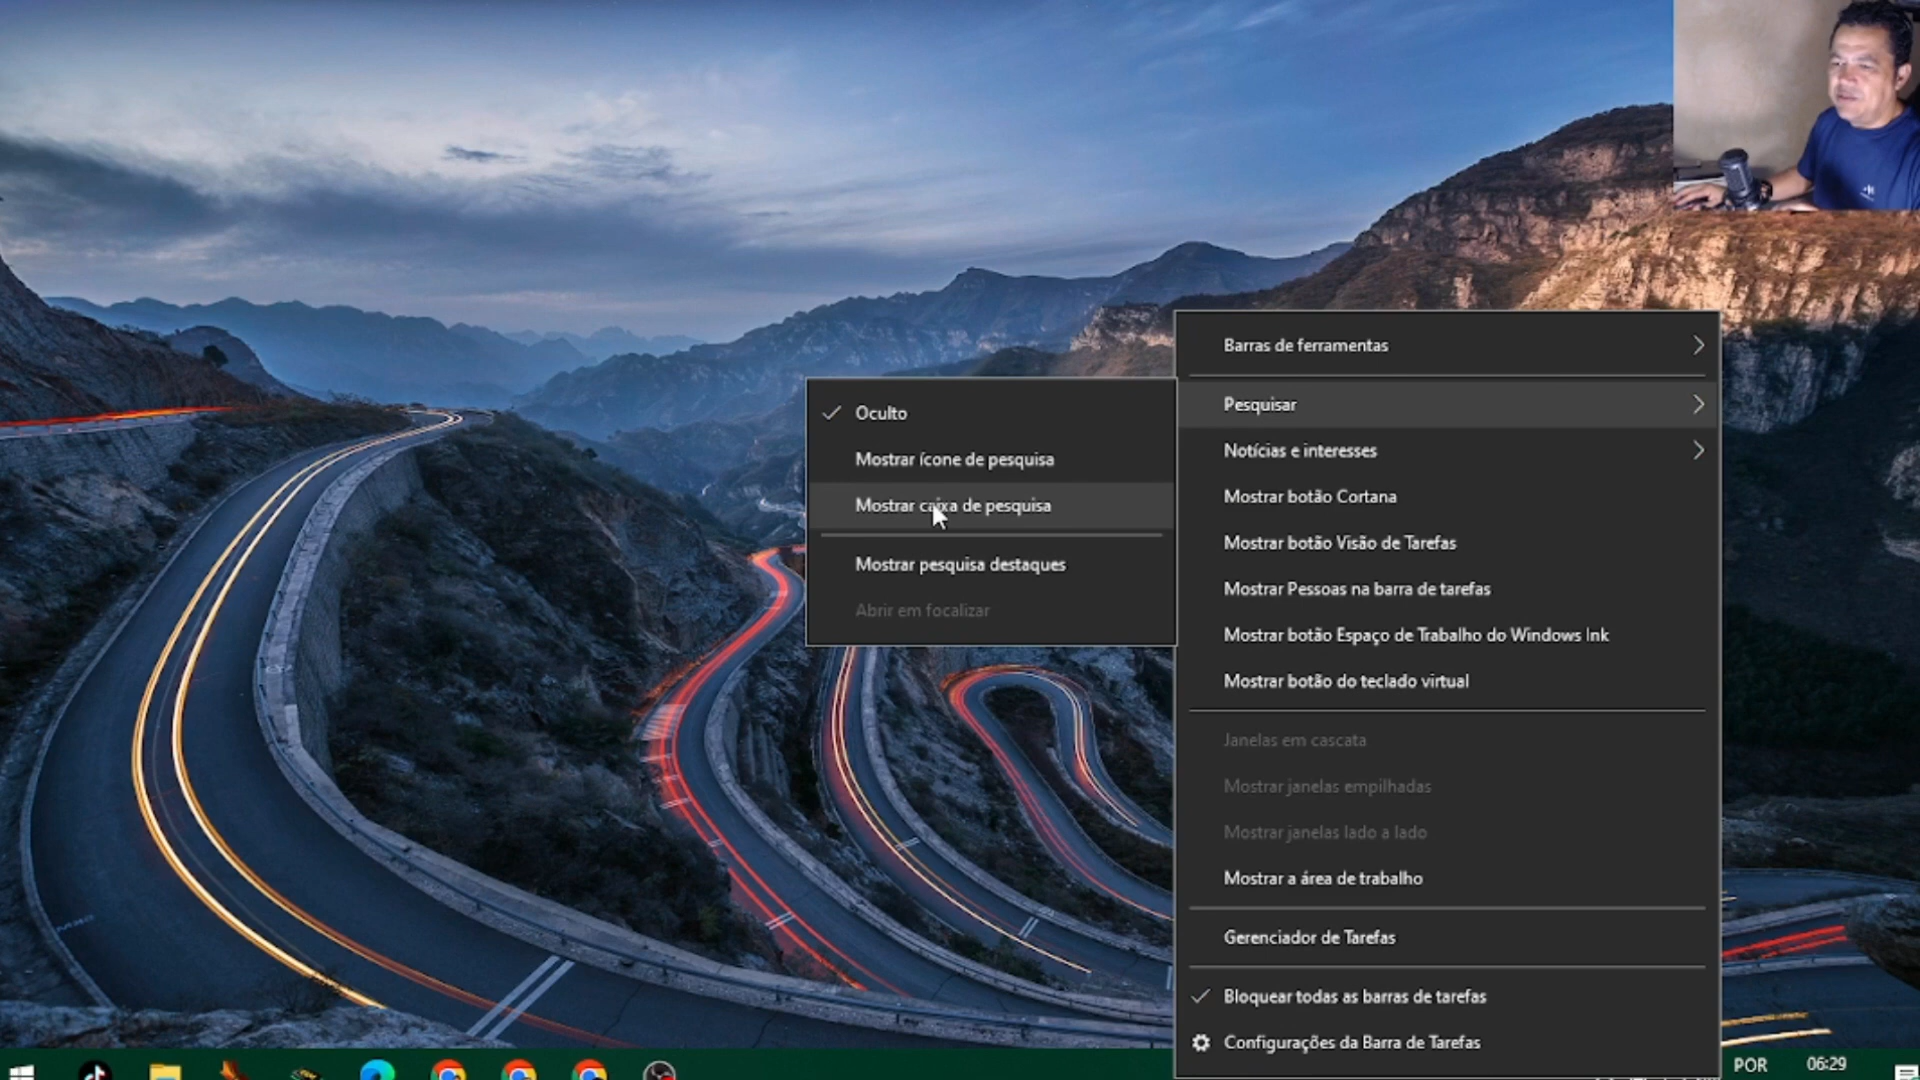 Barras de ferramentas
Pesquisar
Notícias e interesses
Mostrar botão Cortana
Mostrar botão Visão de Tarefas
Mostrar Pessoas na barra de tarefas
Mostrar botão Espaço de Trabalho do Windows Ink
Mostrar botão do teclado virtual
Janelas em cascata
Mostrar janelas empilhadas
Mostrar janelas lado a lado
Mostrar a área de trabalho
Gerenciador de Tarefas
Bloquear todas as barras de tarefas
Configurações da Barra de Tarefas
Oculto
Mostrar ícone de pesquisa
Mostrar caixa de pesquisa
Mostrar pesquisa destaques
Abrir em focalizar
POR
06:29